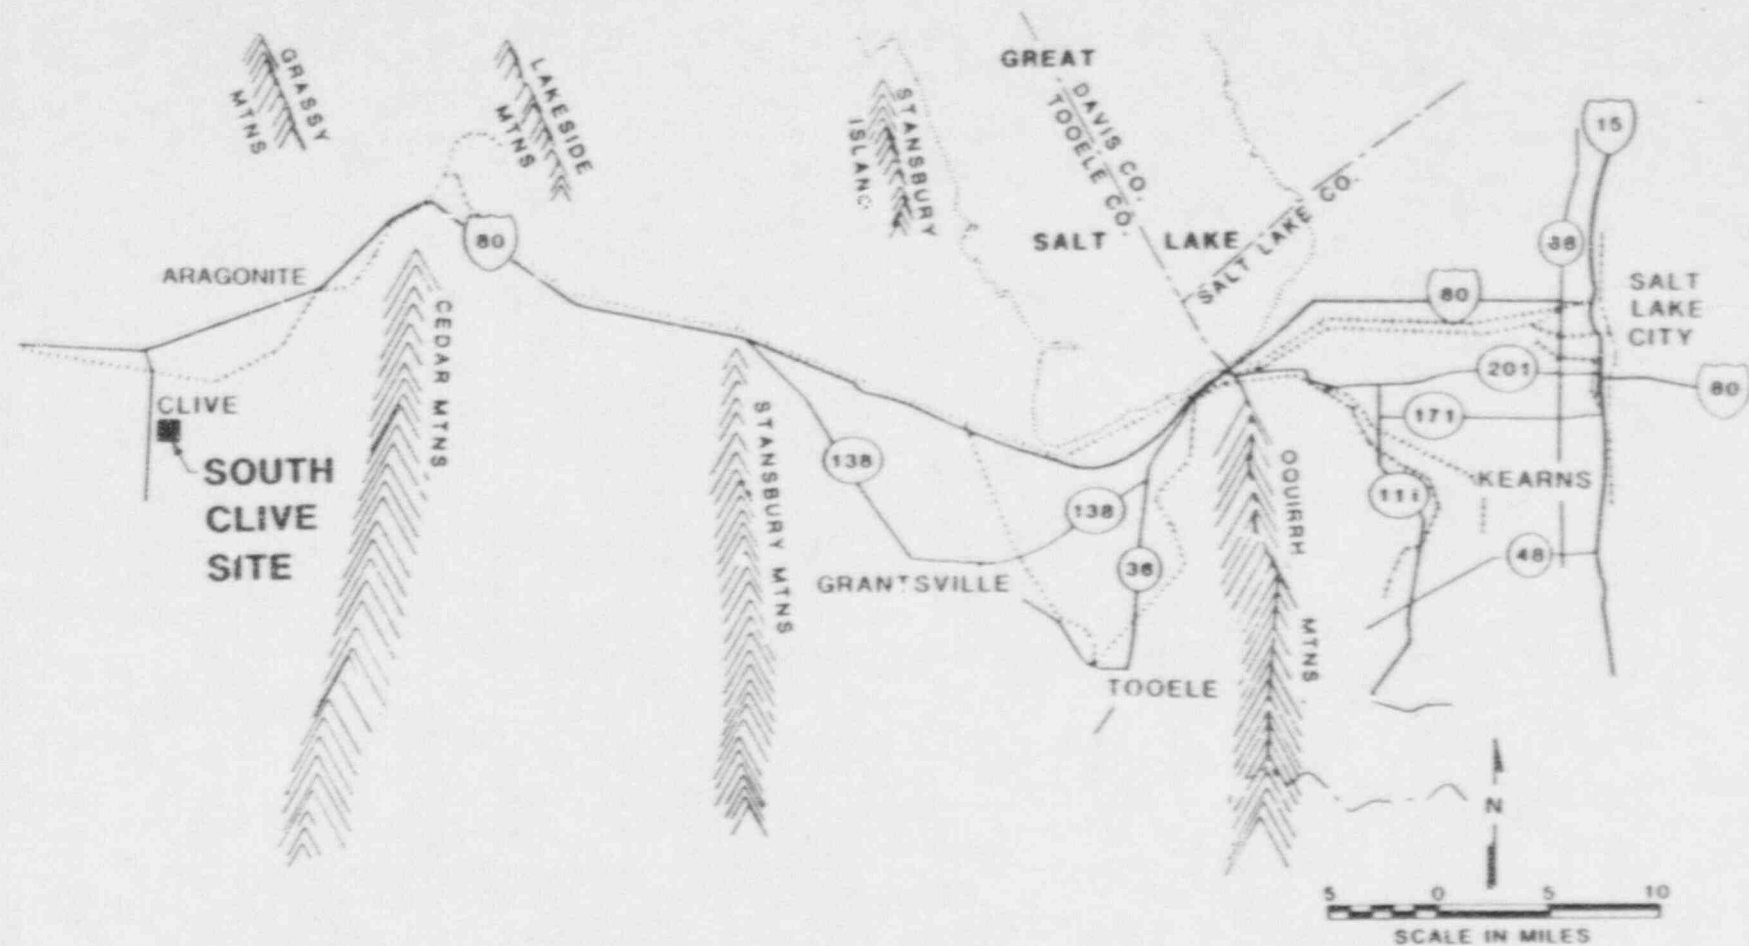 GRASSY
MTNS
LAKESIDE
MTNS
STANSBURY
ISLAND
GREAT
DAVIS CO.
TOOELE CO.
SALT LAKE
SALT LAKE CO.
15
68
80
ARAGONITE
80
SALT
LAKE
CITY
CEDAR MTNS
201
80
CLIVE
171
SOUTH
CLIVE
SITE
STANSBURY MTNS
138
138
OQUIRRH
MTNS
111
KEARNS
48
GRANTSVILLE
36
TOOELE
N
5 0 5 10
SCALE IN MILES